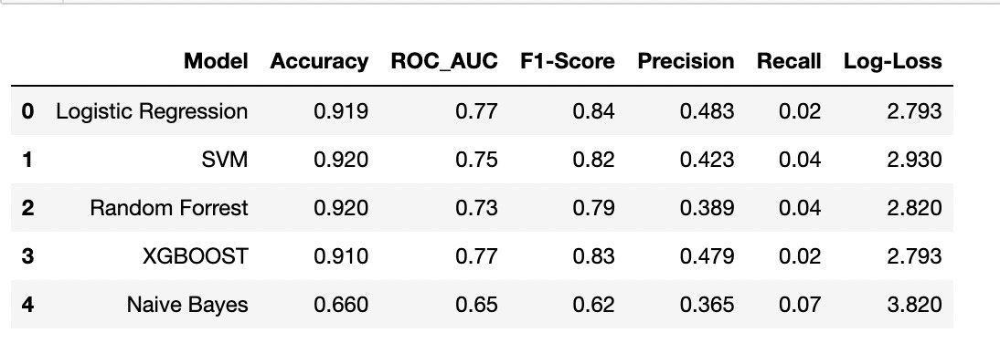 Model Accuracy ROC_AUC F1-Score Precision Recall Log-Loss
0 Logistic Regression 0.919 0.77 0.84 0.483 0.02 2.793
1 SVM 0.920 0.75 0.82 0.423 0.04 2.930
2 Random Forrest 0.920 0.73 0.79 0.389 0.04 2.820
3 XGBOOST 0.910 0.77 0.83 0.479 0.02 2.793
4 Naive Bayes 0.660 0.65 0.62 0.365 0.07 3.820